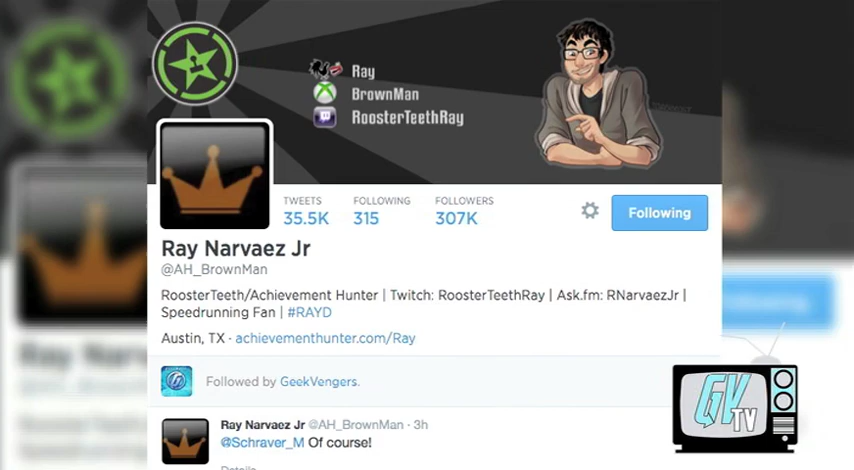 Ray
BrownMan
RoosterTeethRay
TWEETS
35.5K
FOLLOWING
315
FOLLOWERS
307K
Following
Ray Narvaez Jr
@AH_BrownMan
RoosterTeeth/Achievement Hunter | Twitch: RoosterTeethRay | Ask.fm: RNarvaezJr |
Speedrunning Fan | #RAYD
Austin, TX · achievementhunter.com/Ray
Followed by GeekVengers.
Ray Narvaez Jr @AH_BrownMan · 3h
@Schraver_M Of course!
Details
GV
TV